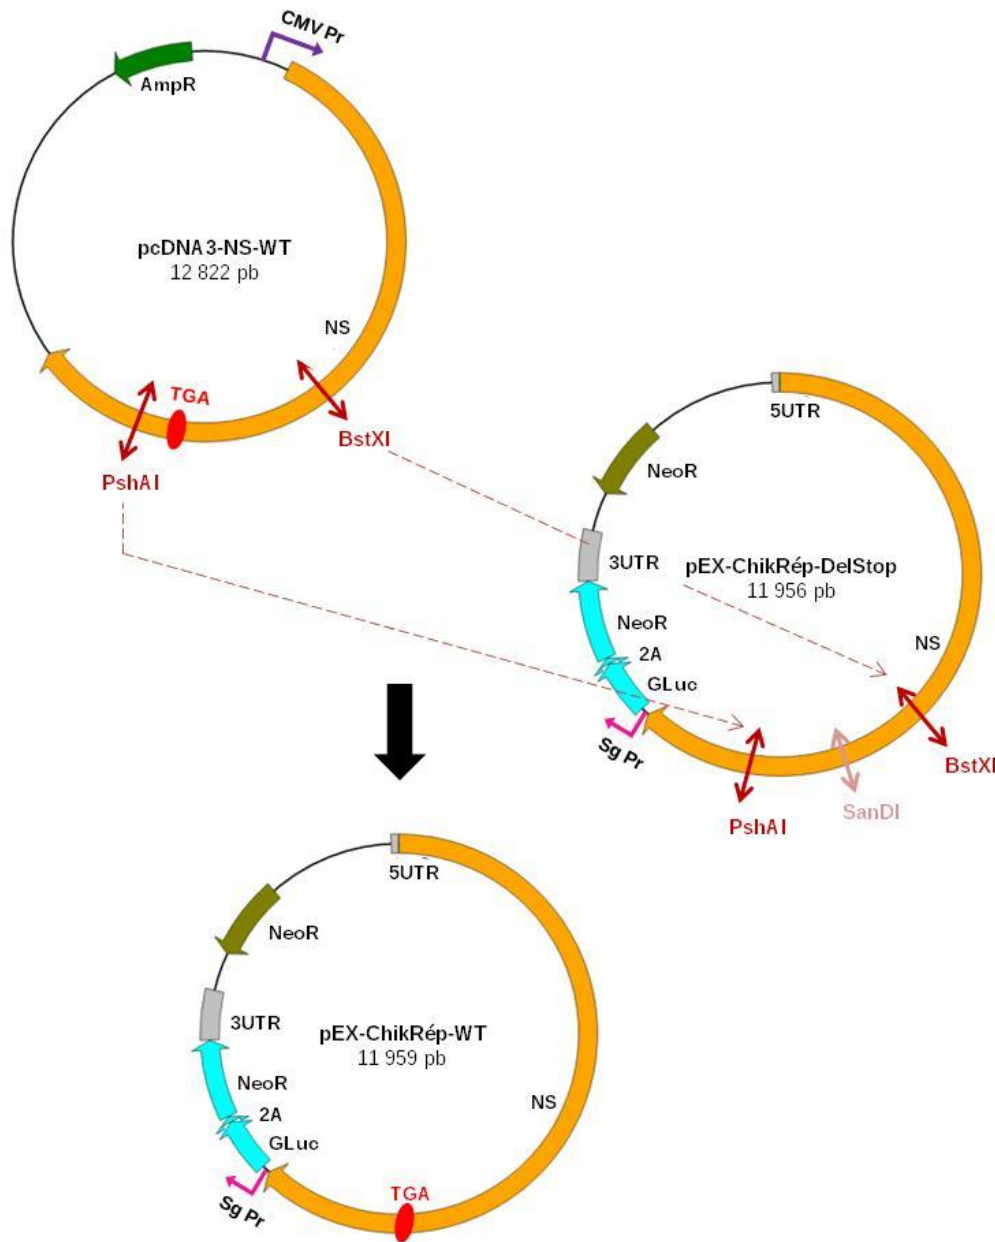 CMV Pr
AmpR
pcDNA3-NS-WT
12 822 pb
NS
TGA
BstXI
PshAI
5UTR
NeoR
3UTR
pEX-ChikRép-DelStop
11 956 pb
NeoR
2A
GLuc
NS
Sg Pr
BstXI
SanDI
PshAI
5UTR
NeoR
3UTR
pEX-ChikRép-WT
11 959 pb
NeoR
2A
GLuc
NS
Sg Pr
TGA